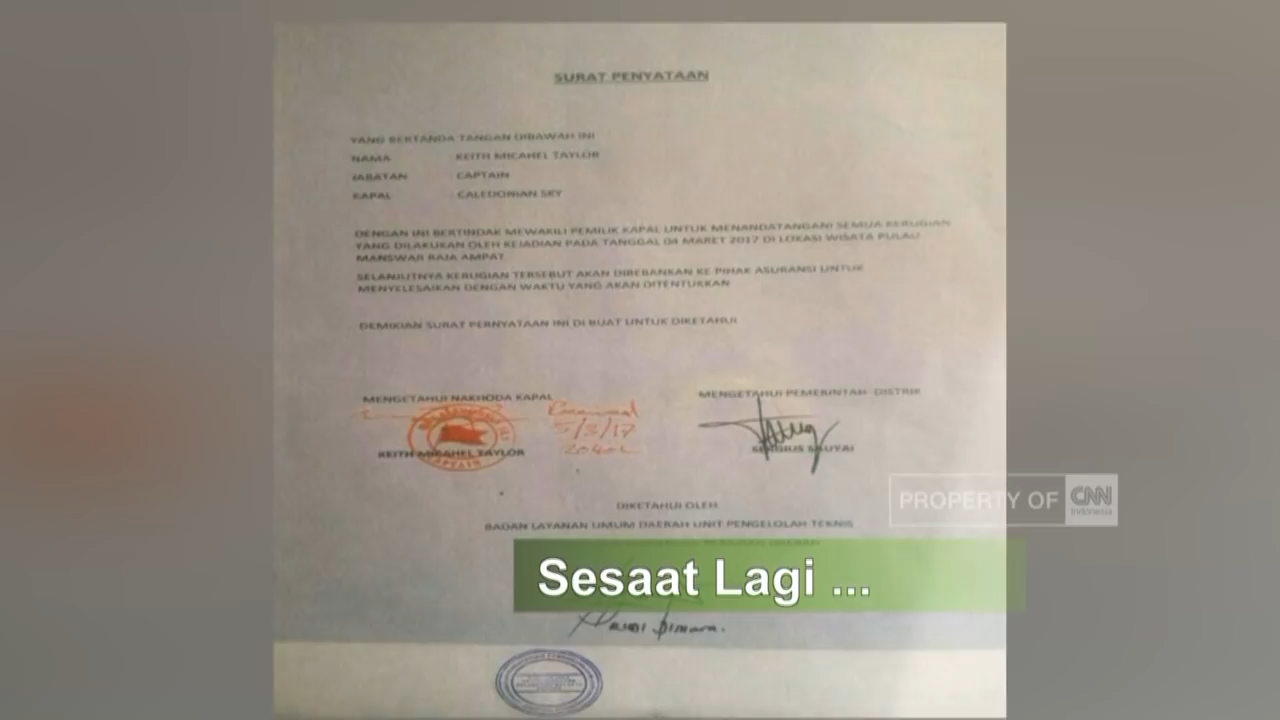 SURAT PENYATAAN
YANG BERTANDA TANGAN DIBAWAH INI
NAMA : KEITH MICAHEL TAYLOR
JABATAN : CAPTAIN
KAPAL : CALEDONIAN SKY
DENGAN INI BERTINDAK MEWAKILI PEMILIK KAPAL UNTUK MENANDATANGANI SEMUA KERUGIAN
YANG DILAKUKAN OLEH KEJADIAN PADA TANGGAL 04 MARET 2017 DI LOKASI WISATA PULAU
MANSWAR RAJA AMPAT.
SELANJUTNYA KERUGIAN TERSEBUT AKAN DIBEBANKAN KE PIHAK ASURANSI UNTUK
MENYELESAIKAN DENGAN WAKTU YANG AKAN DITENTUKKAN
DEMIKIAN SURAT PERNYATAAN INI DI BUAT UNTUK DIKETAHUI
MENGETAHUI NAKHODA KAPAL
MENGETAHUI PEMERINTAH DISTRIK
5/3/17
KEITH MICAHEL TAYLOR
CAPTAIN
SAUYAI
PROPERTY OF CNN Indonesia
DIKETAHUI OLEH
BADAN LAYANAN UMUM DAERAH UNIT PENGELOLAH TEKNIS
Sesaat Lagi ...